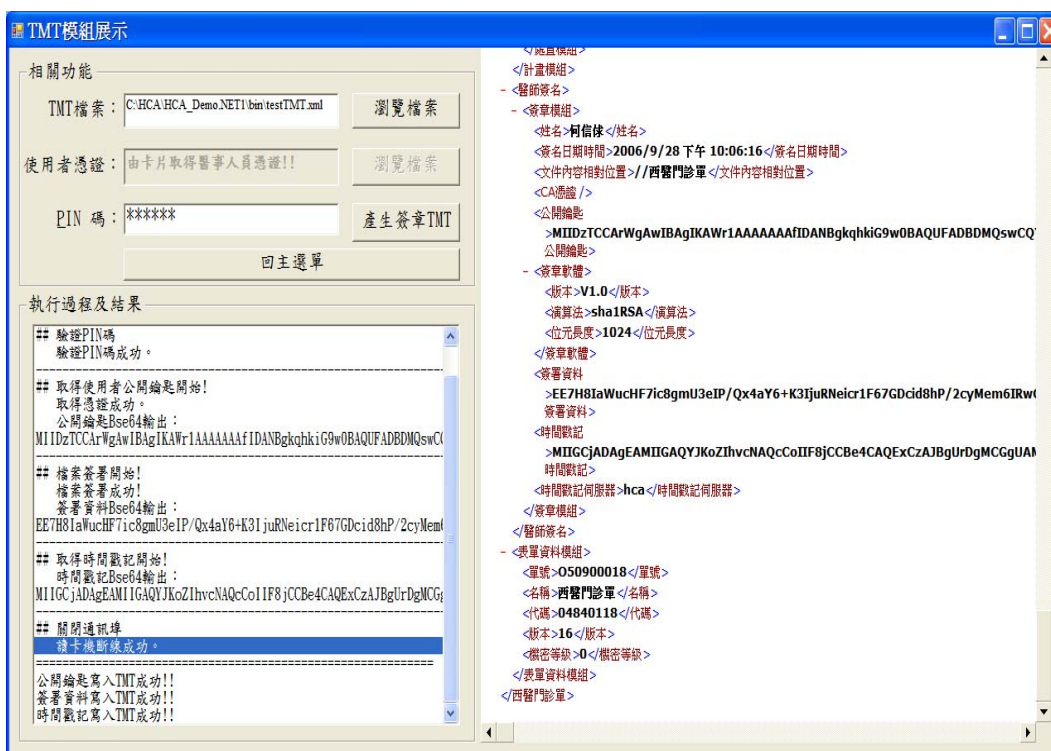 TMT模組展示
相關功能
TMT檔案：
C:\HCA\HCA_Demo.NET1\bin\testTMT.xml
瀏覽檔案
使用者憑證：
由卡片取得醫事人員憑證!!
瀏覽檔案
PIN 碼：
******
產生簽章TMT
回主選單
執行過程及結果
## 驗證PIN碼
驗證PIN碼成功。
## 取得使用者公開鑰匙開始!
取得憑證成功。
公開鑰匙Bse64輸出：
MIIDzTCCArWgAwIBAgIKAWr1AAAAAAAfIDANBgkqhkiG9w0BAQUFADBDMQswC
## 檔案簽署開始!
檔案簽署成功!
簽署資料Bse64輸出：
EE7H8IaWucHF7ic8gmU3eIP/Qx4aY6+K3IjuRNeicr1F67GDcid8hP/2cyMem
## 取得時間戳記開始!
時間戳記Bse64輸出：
MIIGCjADAgEAMIIGAQYJKoZIhvcNAQcCoIIF8jCCBe4CAQExCzAJBgUrDgMCG
## 關閉通訊埠
讀卡機斷線成功。
==================================================
公開鑰匙寫入TMT成功!!
簽署資料寫入TMT成功!!
時間戳記寫入TMT成功!!
</處置模組>
</計畫模組>
- <醫師簽名>
- <簽章模組>
<姓名>何信俅</姓名>
<簽名日期時間>2006/9/28 下午 10:06:16</簽名日期時間>
<文件內容相對位置>//西醫門診單</文件內容相對位置>
<CA憑證 />
<公開鑰匙
>MIIDzTCCArWgAwIBAgIKAWr1AAAAAAAfIDANBgkqhkiG9w0BAQUFADBDMQswCQ
公開鑰匙>
- <簽章軟體>
<版本>V1.0</版本>
<演算法>sha1RSA</演算法>
<位元長度>1024</位元長度>
</簽章軟體>
<簽署資料
>EE7H8IaWucHF7ic8gmU3eIP/Qx4aY6+K3IjuRNeicr1F67GDcid8hP/2cyMem6IRw
簽署資料>
<時間戳記
>MIIGCjADAgEAMIIGAQYJKoZIhvcNAQcCoIIF8jCCBe4CAQExCzAJBgUrDgMCGgUA
時間戳記>
<時間戳記伺服器>hca</時間戳記伺服器>
</簽章模組>
</醫師簽名>
- <表單資料模組>
<單號>O50900018</單號>
<名稱>西醫門診單</名稱>
<代碼>04840118</代碼>
<版本>16</版本>
<機密等級>0</機密等級>
</表單資料模組>
</西醫門診單>